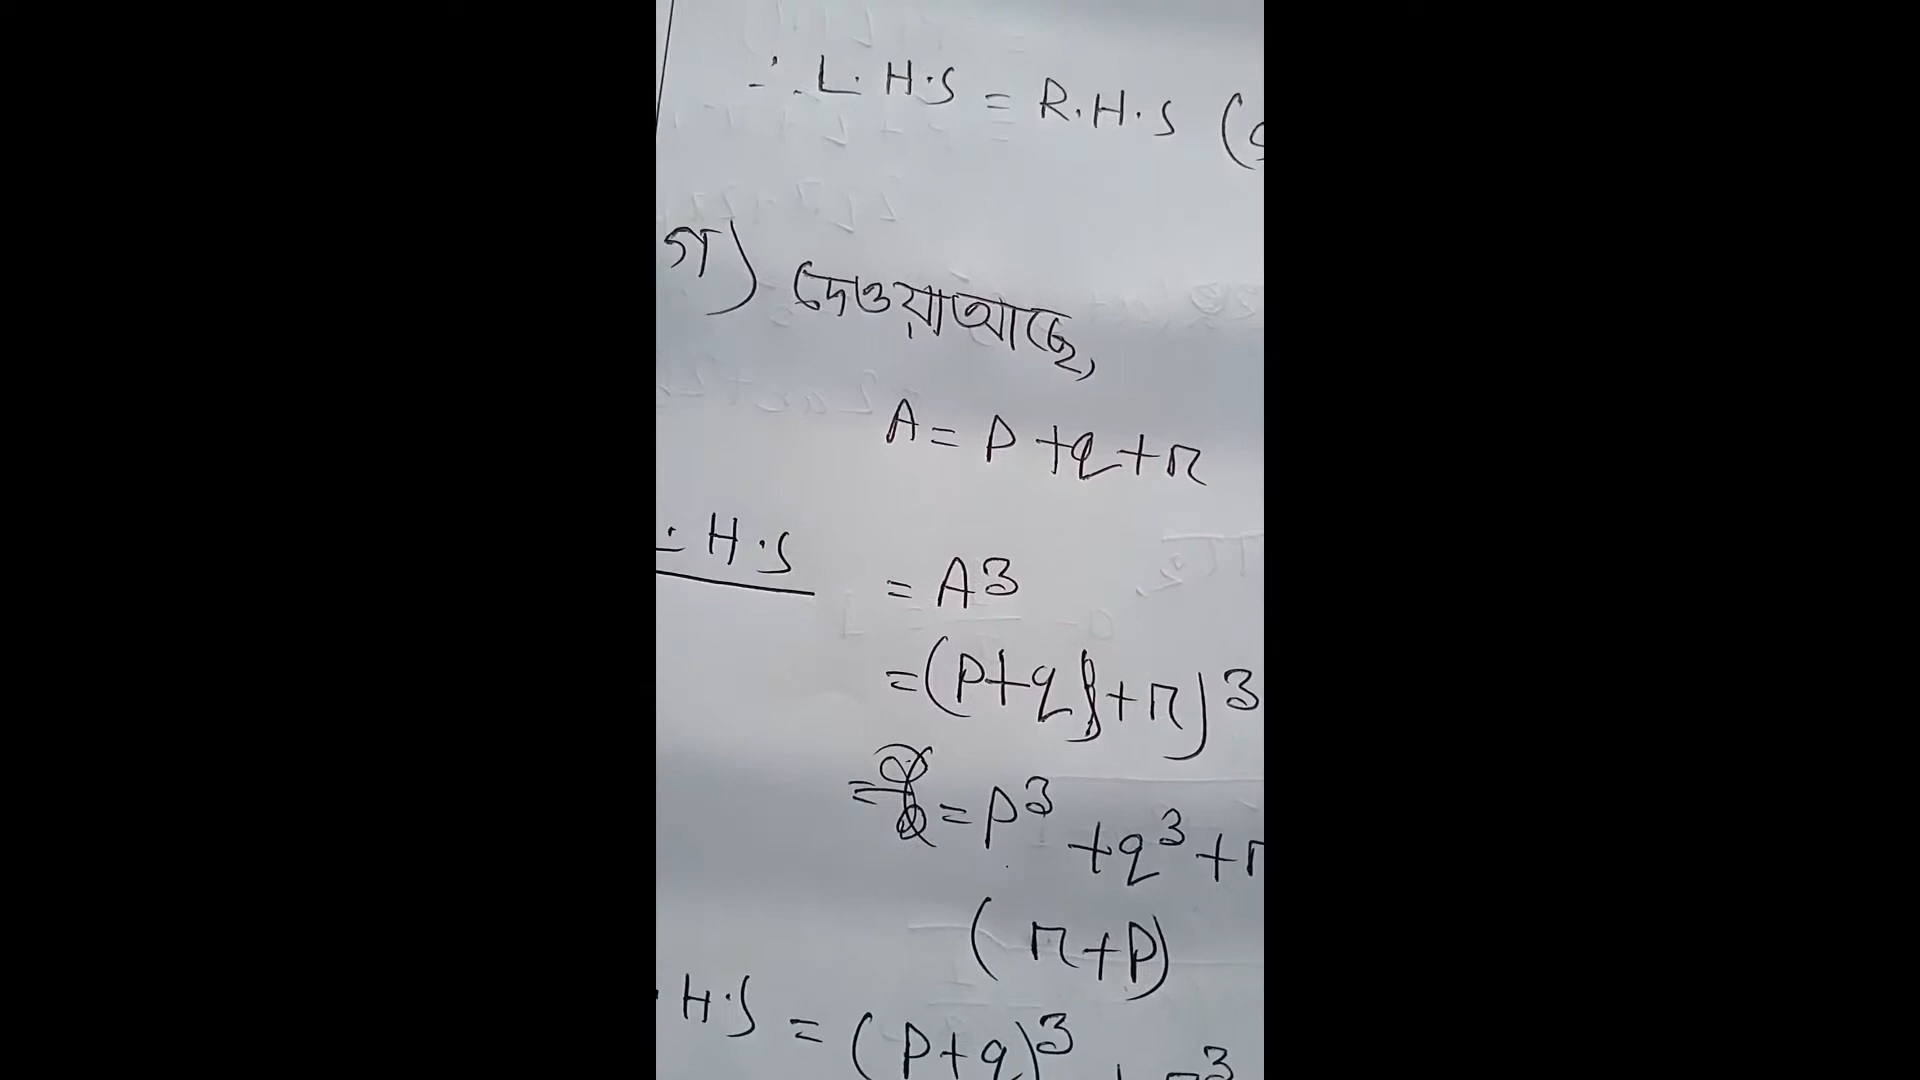 ∴ L.H.S = R.H.S (
গ) দেওয়া আছে,
A = p+q+r
.H.S = A³
= (p+q)+r)³
= p³+q³+r
(r+p)
.H.S = (p+q)³